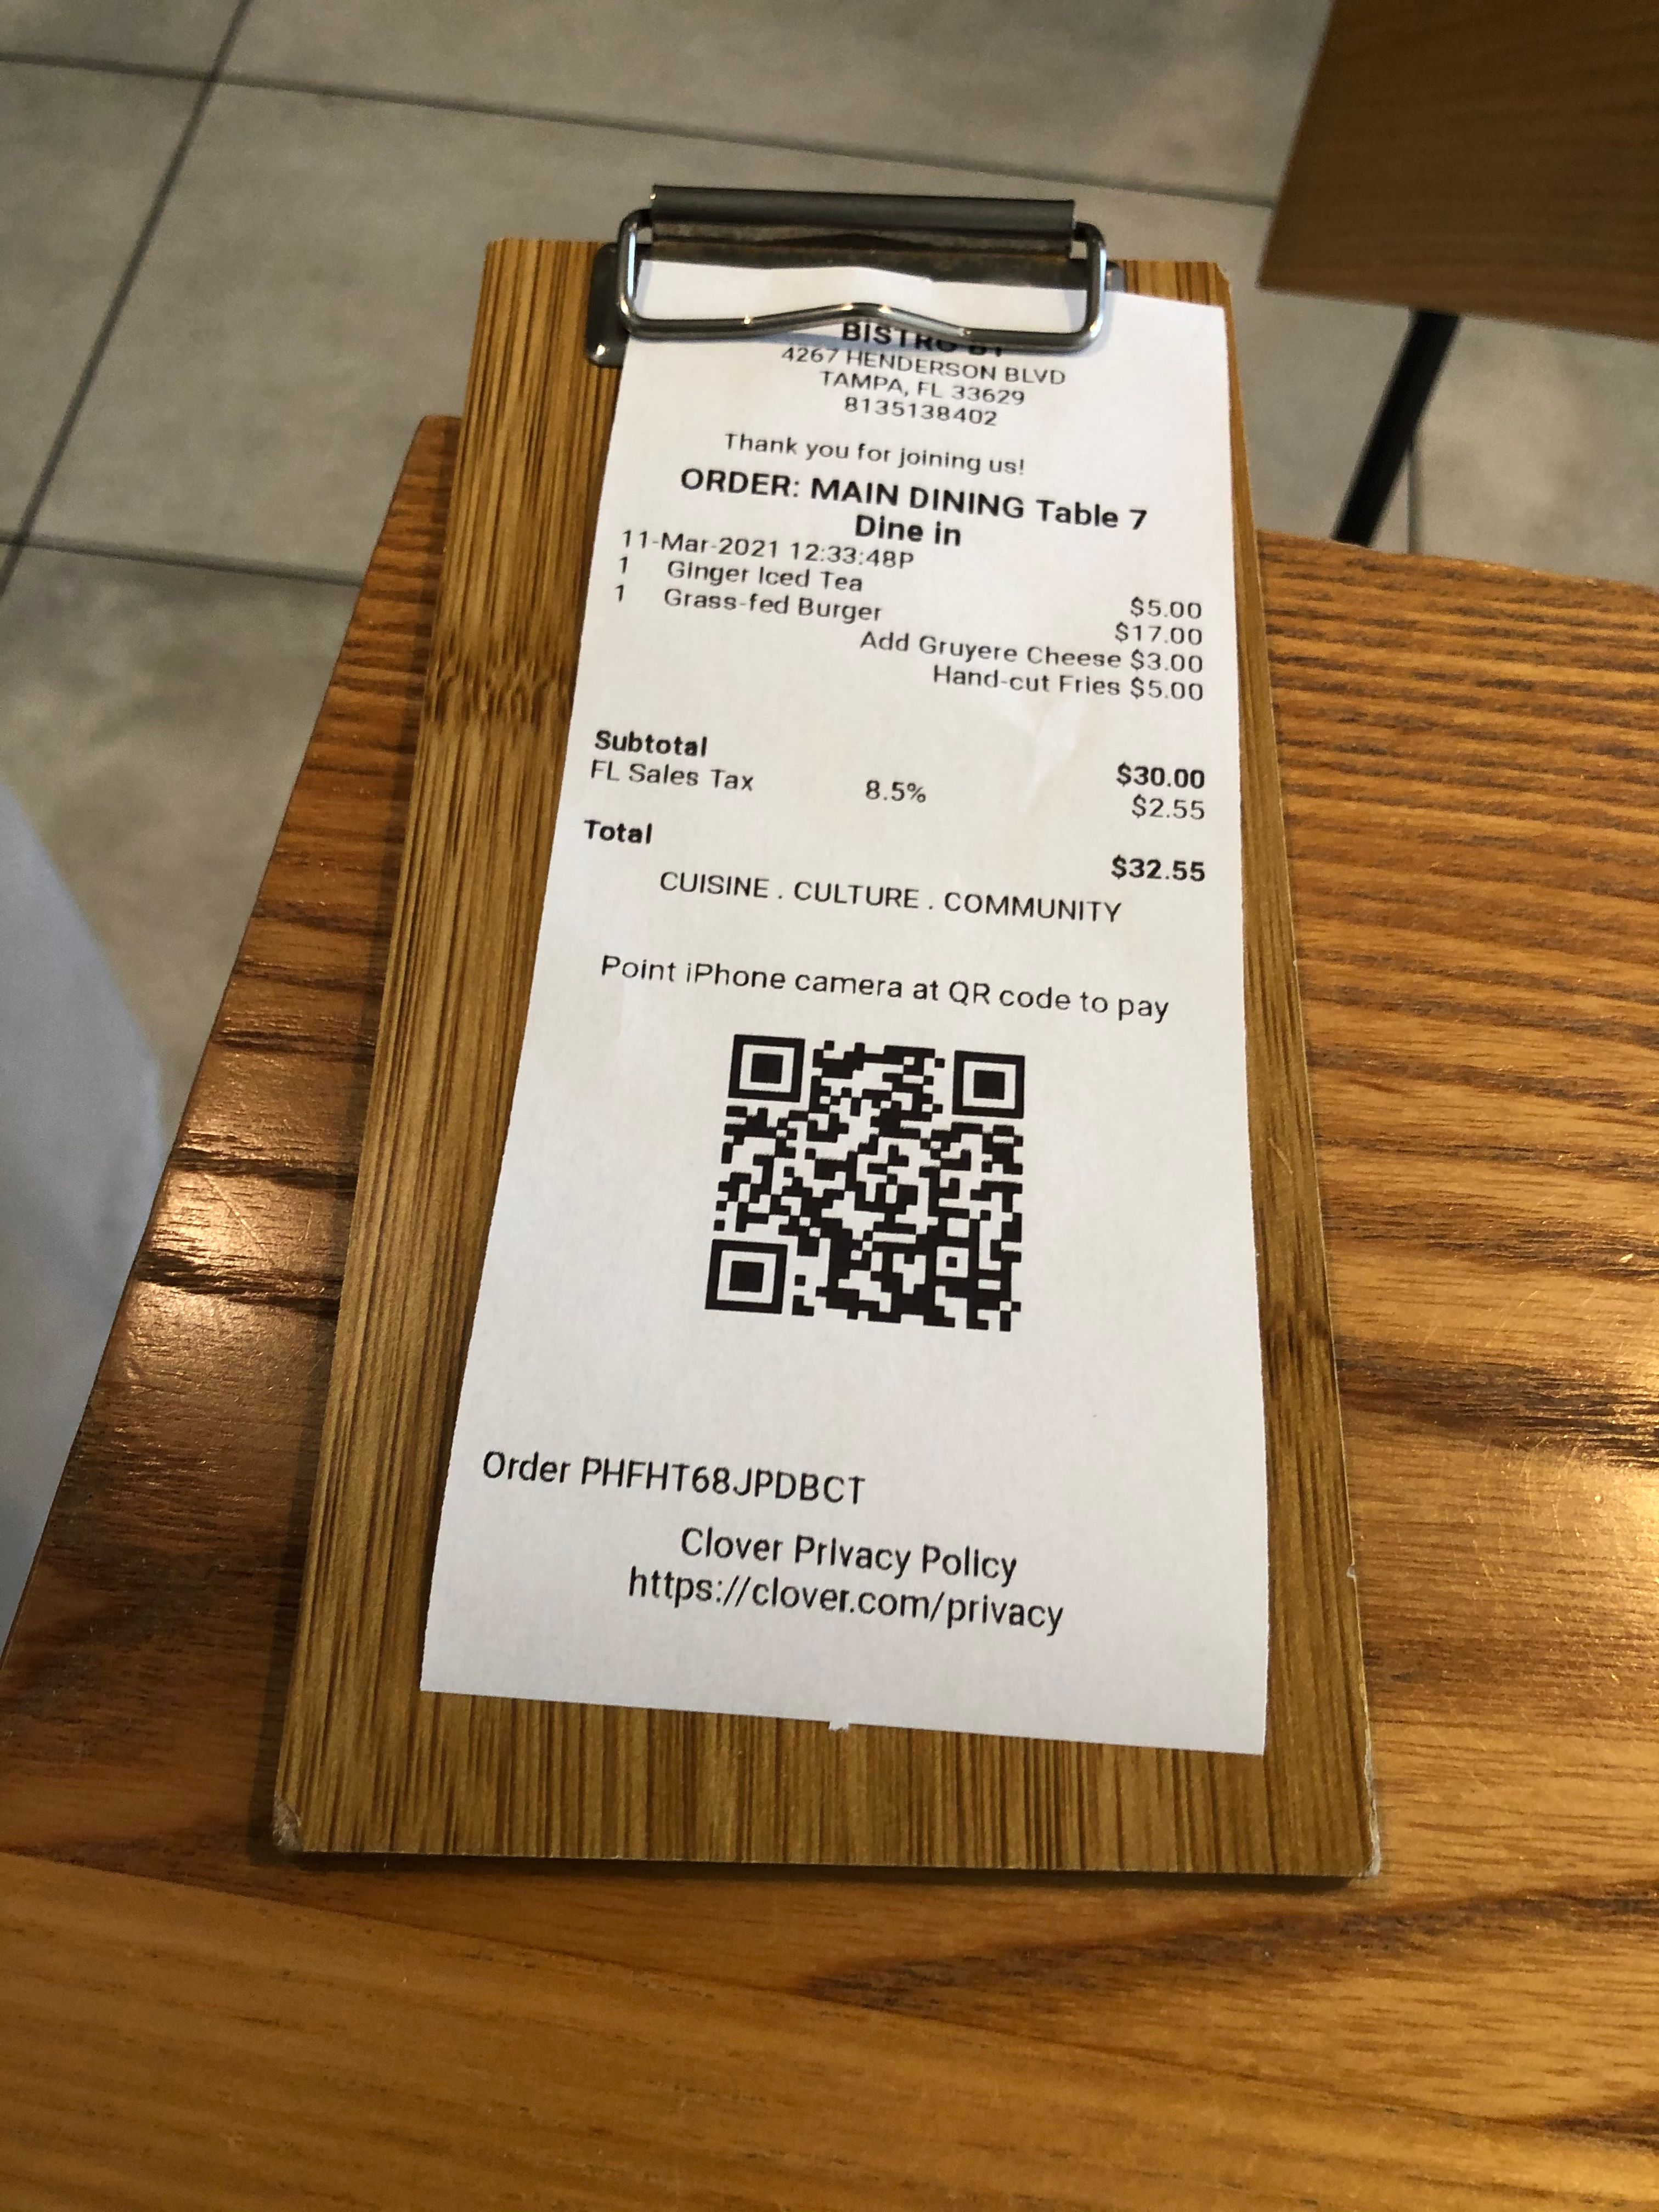 BISTRO BT
4267 HENDERSON BLVD
TAMPA, FL 33629
8135138402
Thank you for joining us!
ORDER: MAIN DINING Table 7
Dine in
11-Mar-2021 12:33:48P
1 Ginger Iced Tea $5.00
1 Grass-fed Burger $17.00
Add Gruyere Cheese $3.00
Hand-cut Fries $5.00
Subtotal $30.00
FL Sales Tax 8.5% $2.55
Total $32.55
CUISINE . CULTURE . COMMUNITY
Point iPhone camera at QR code to pay
Order PHFHT68JPDBCT
Clover Privacy Policy
https://clover.com/privacy